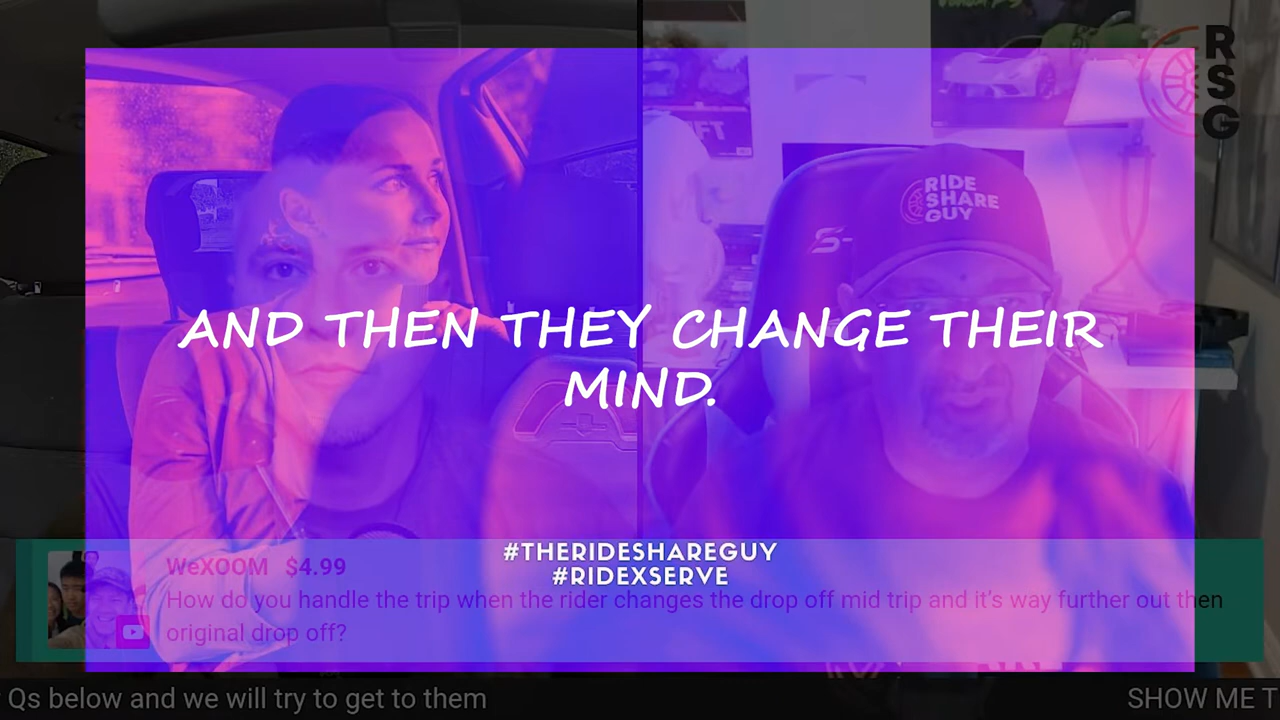 R
S
G
FT
RIDE
SHARE
GUY
S-
AND THEN THEY CHANGE THEIR
MIND.
#THERIDESHAREGUY
#RIDEXSERVE
WeXOOM $4.99
How do you handle the trip when the rider changes the drop off mid trip and it's way further out then
original drop off?
Qs below and we will try to get to them
SHOW ME T